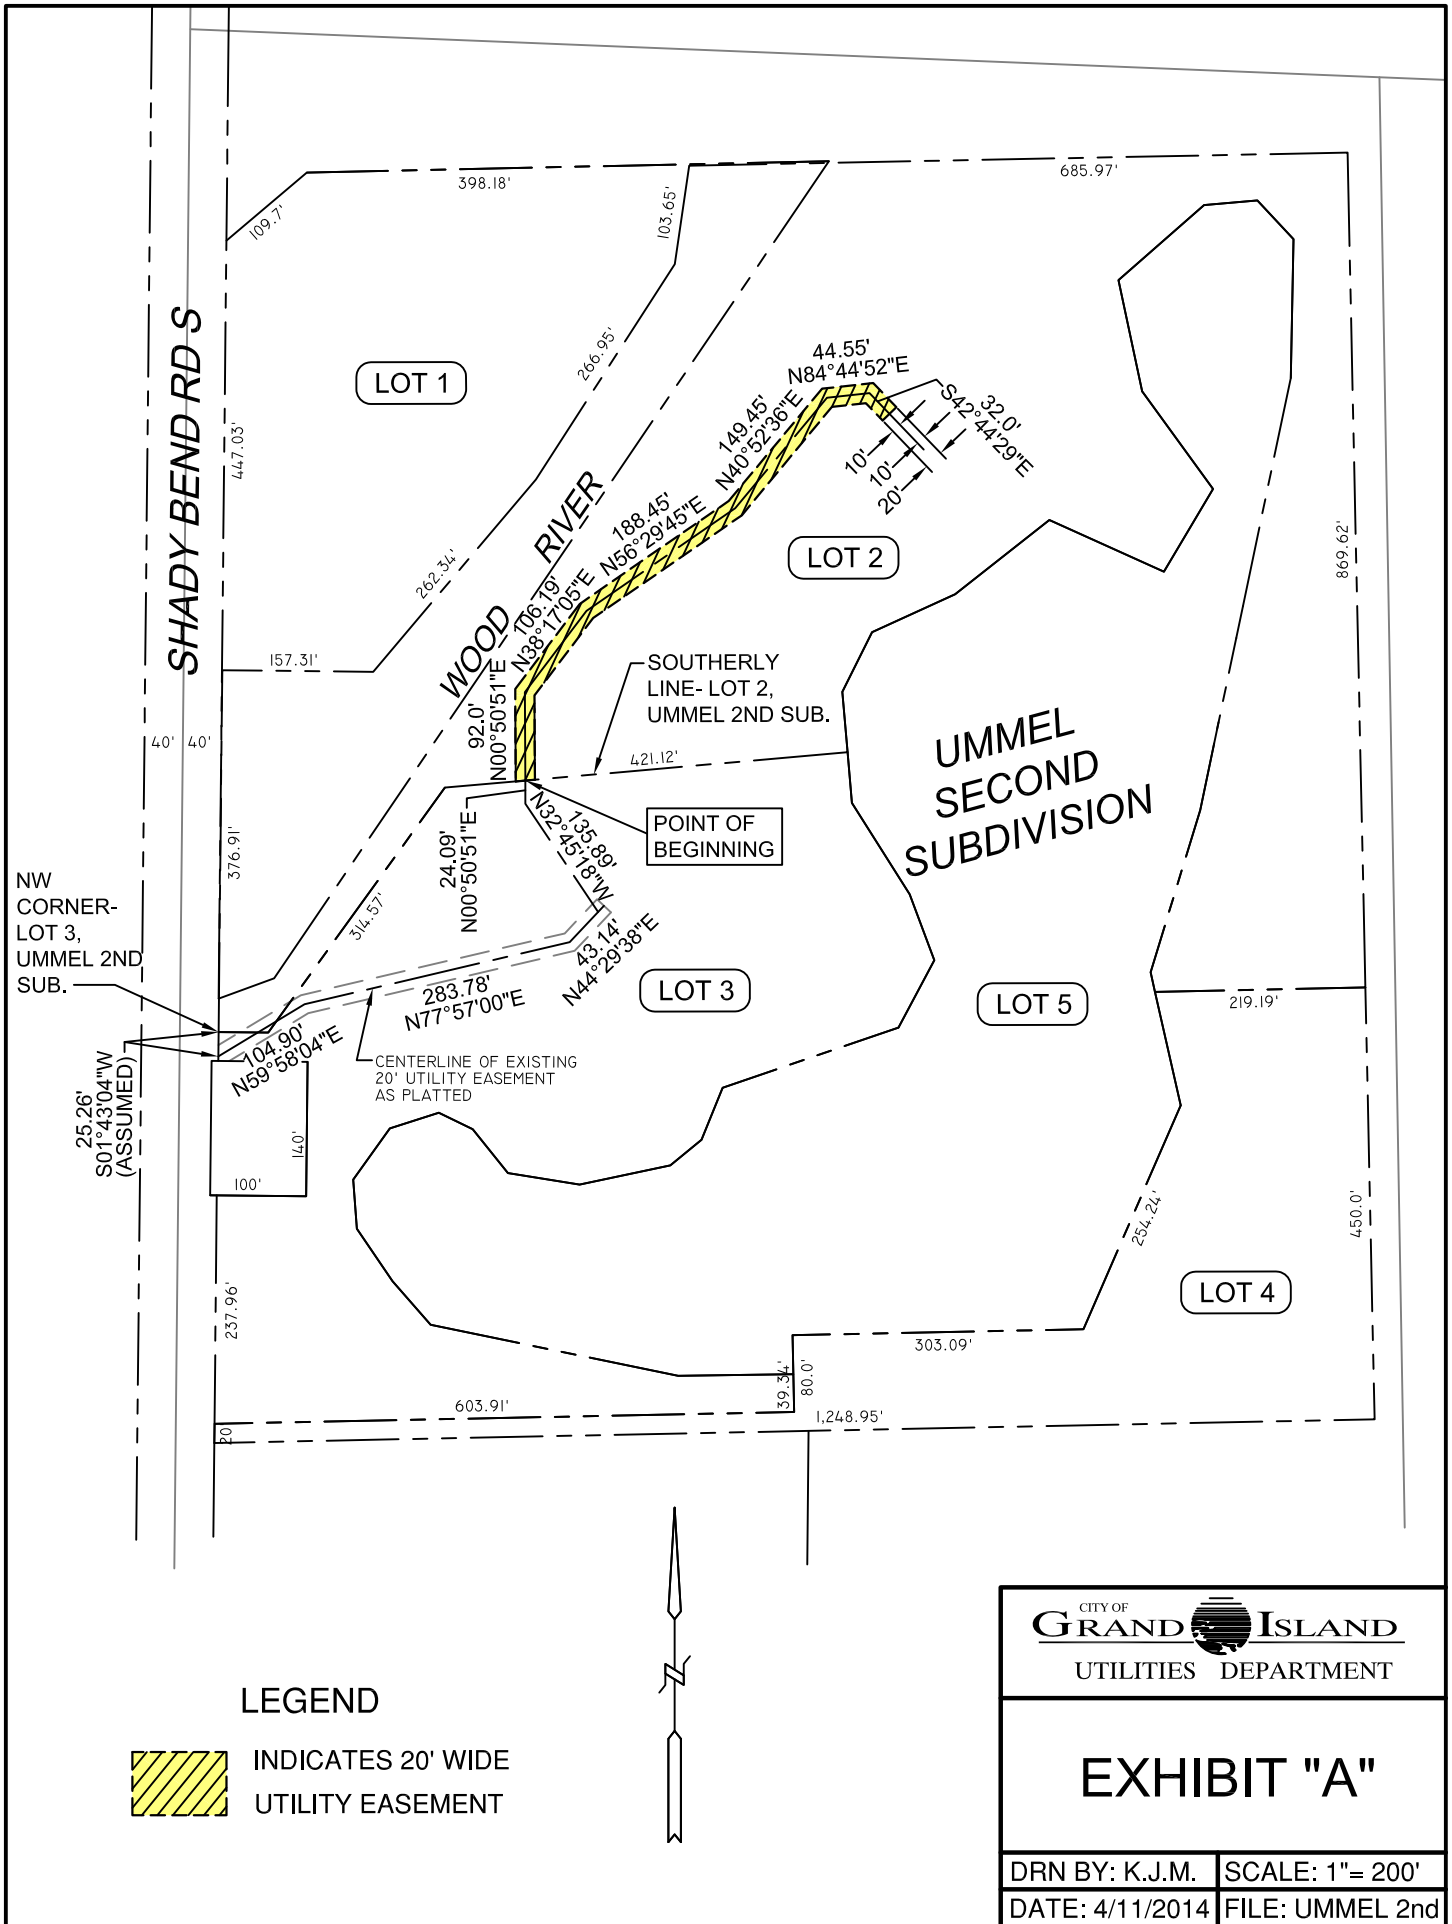 398.18'
685.97'
109.7'
103.65'
SHADY BEND RD S
447.03'
LOT 1
266.95'
44.55'
N84°44'52"E
32.0'
S42°44'29"E
149.45'
N40°52'36"E
10'
10'
20'
188.45'
N56°29'45"E
WOOD RIVER
262.34'
LOT 2
869.62'
106.19'
N38°17'05"E
157.31'
92.0'
N00°50'51"E
SOUTHERLY
LINE- LOT 2,
UMMEL 2ND SUB.
40'
40'
421.12'
UMMEL
SECOND
SUBDIVISION
POINT OF
BEGINNING
135.89'
N32°45'18"W
24.09'
N00°50'51"E
376.91'
314.57'
NW
CORNER-
LOT 3,
UMMEL 2ND
SUB.
43.14'
N44°29'38"E
283.78'
N77°57'00"E
LOT 3
LOT 5
219.19'
104.90'
N59°58'04"E
CENTERLINE OF EXISTING
20' UTILITY EASEMENT
AS PLATTED
25.26'
S01°43'04"W
(ASSUMED)
140'
100'
254.24'
450.0'
LOT 4
237.96'
303.09'
39.34'
80.0'
603.91'
1,248.95'
20'
LEGEND
INDICATES 20' WIDE
UTILITY EASEMENT
CITY OF
GRAND ISLAND
UTILITIES DEPARTMENT
EXHIBIT "A"
DRN BY: K.J.M.
SCALE: 1"= 200'
DATE: 4/11/2014
FILE: UMMEL 2nd